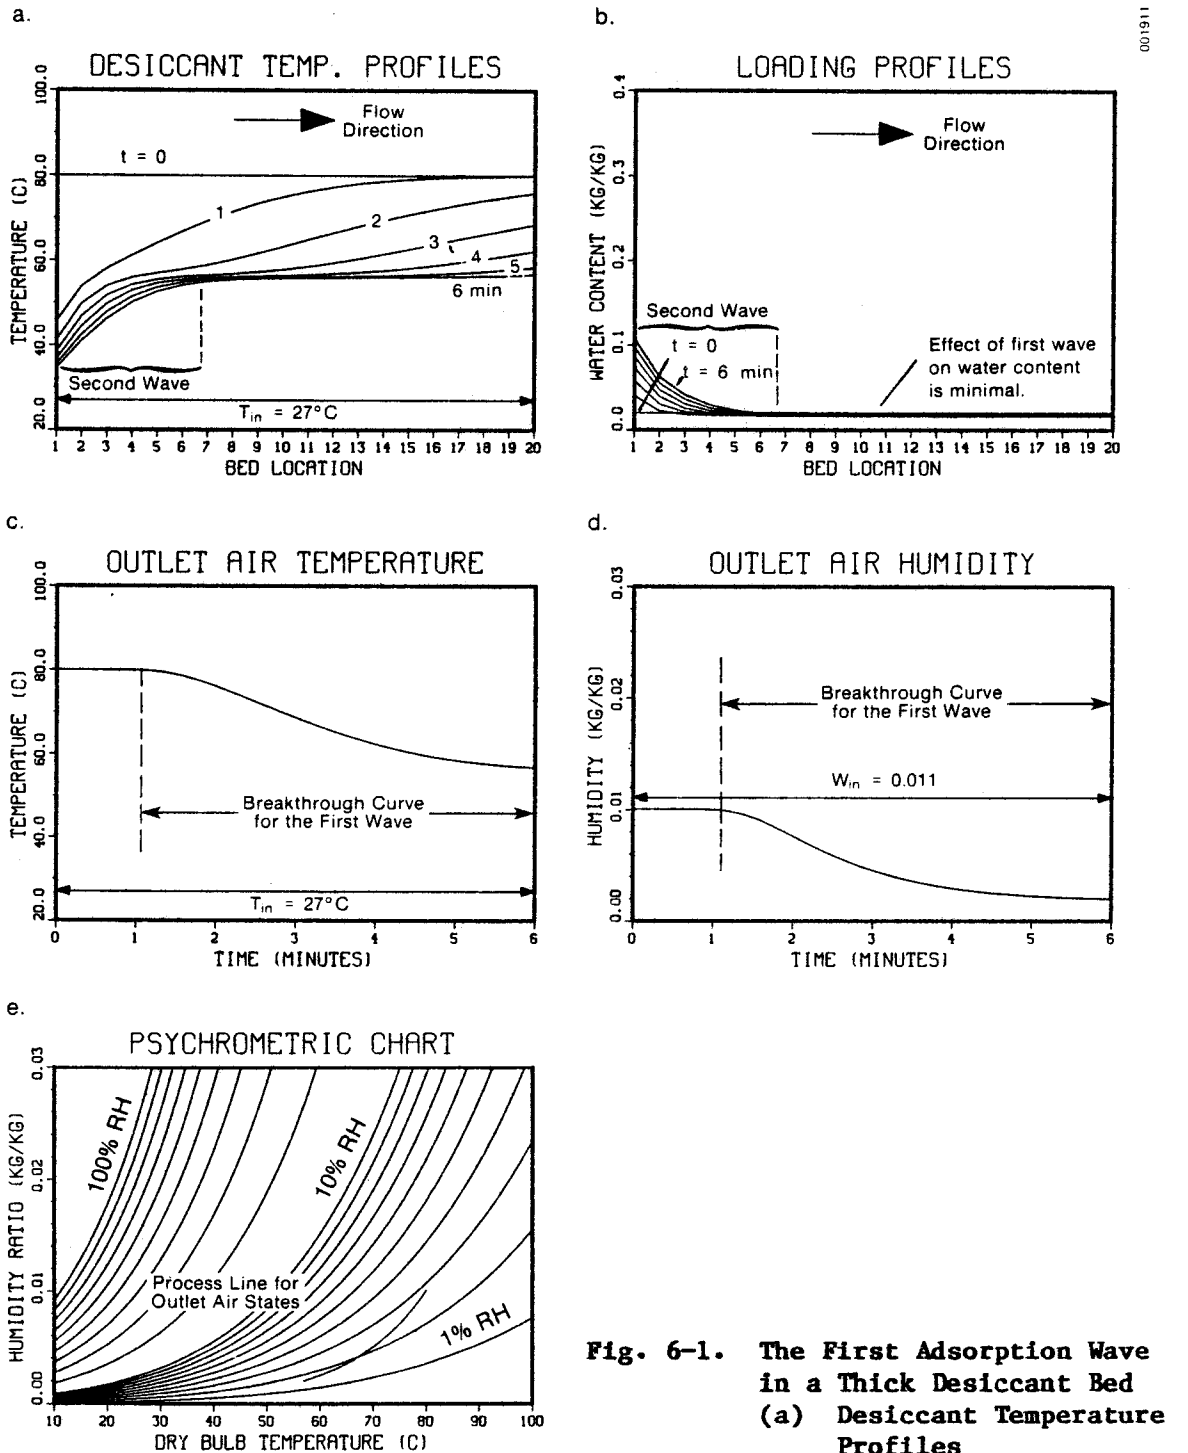 a.
DESICCANT TEMP. PROFILES
100.0
80.0
60.0
40.0
20.0
TEMPERATURE (C)
Flow
Direction
t = 0
1
2
3
4
5
6 min
Second Wave
Tin = 27°C
1 2 3 4 5 6 7 8 9 10 11 12 13 14 15 16 17 18 19 20
BED LOCATION
b.
001911
LOADING PROFILES
0.4
0.3
0.2
0.1
0.0
WATER CONTENT (KG/KG)
Flow
Direction
Second Wave
t = 0
t = 6 min
Effect of first wave
on water content
is minimal.
1 2 3 4 5 6 7 8 9 10 11 12 13 14 15 16 17 18 19 20
BED LOCATION
c.
OUTLET AIR TEMPERATURE
100.0
80.0
60.0
40.0
20.0
TEMPERATURE (C)
Breakthrough Curve
for the First Wave
Tin = 27°C
0 1 2 3 4 5 6
TIME (MINUTES)
d.
OUTLET AIR HUMIDITY
0.03
0.02
0.01
0.00
HUMIDITY (KG/KG)
Breakthrough Curve
for the First Wave
Win = 0.011
0 1 2 3 4 5 6
TIME (MINUTES)
e.
PSYCHROMETRIC CHART
0.03
0.02
0.01
0.00
HUMIDITY RATIO (KG/KG)
100% RH
10% RH
Process Line for
Outlet Air States
1% RH
10 20 30 40 50 60 70 80 90 100
DRY BULB TEMPERATURE (C)
Fig. 6-1. The First Adsorption Wave
in a Thick Desiccant Bed
(a) Desiccant Temperature
Profiles